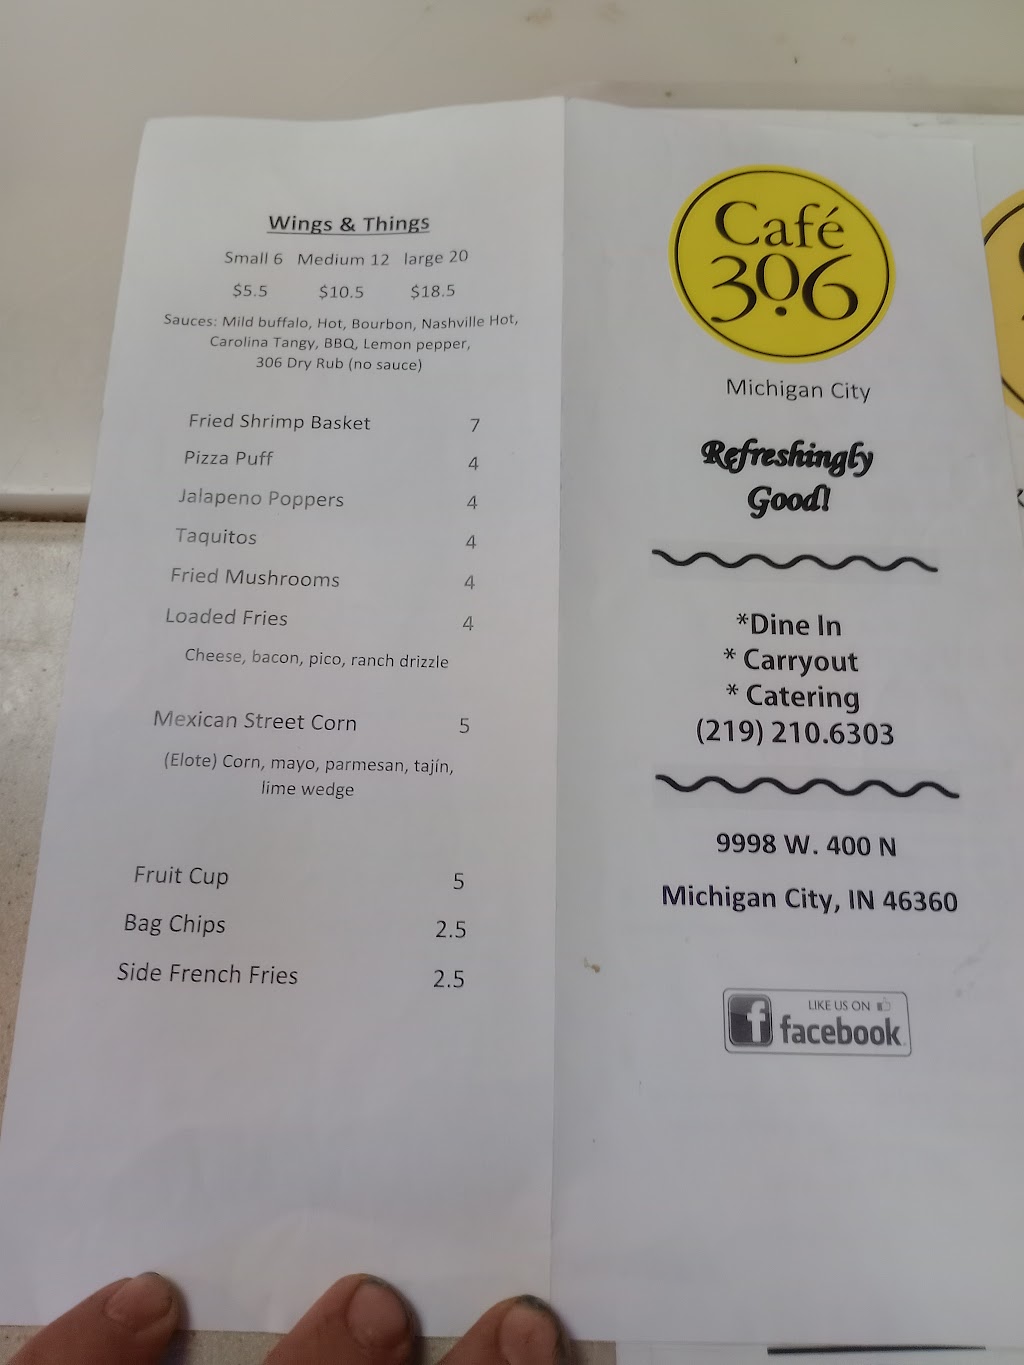 Wings & Things
Small 6 Medium 12 large 20
$5.5 $10.5 $18.5
Sauces: Mild buffalo, Hot, Bourbon, Nashville Hot,
Carolina Tangy, BBQ, Lemon pepper,
306 Dry Rub (no sauce)
Fried Shrimp Basket 7
Pizza Puff 4
Jalapeno Poppers 4
Taquitos 4
Fried Mushrooms 4
Loaded Fries 4
Cheese, bacon, pico, ranch drizzle
Mexican Street Corn 5
(Elote) Corn, mayo, parmesan, tajín,
lime wedge
Fruit Cup 5
Bag Chips 2.5
Side French Fries 2.5
Café
306
Michigan City
Refreshingly
Good!
*Dine In
* Carryout
* Catering
(219) 210.6303
9998 W. 400 N
Michigan City, IN 46360
LIKE US ON
f facebook